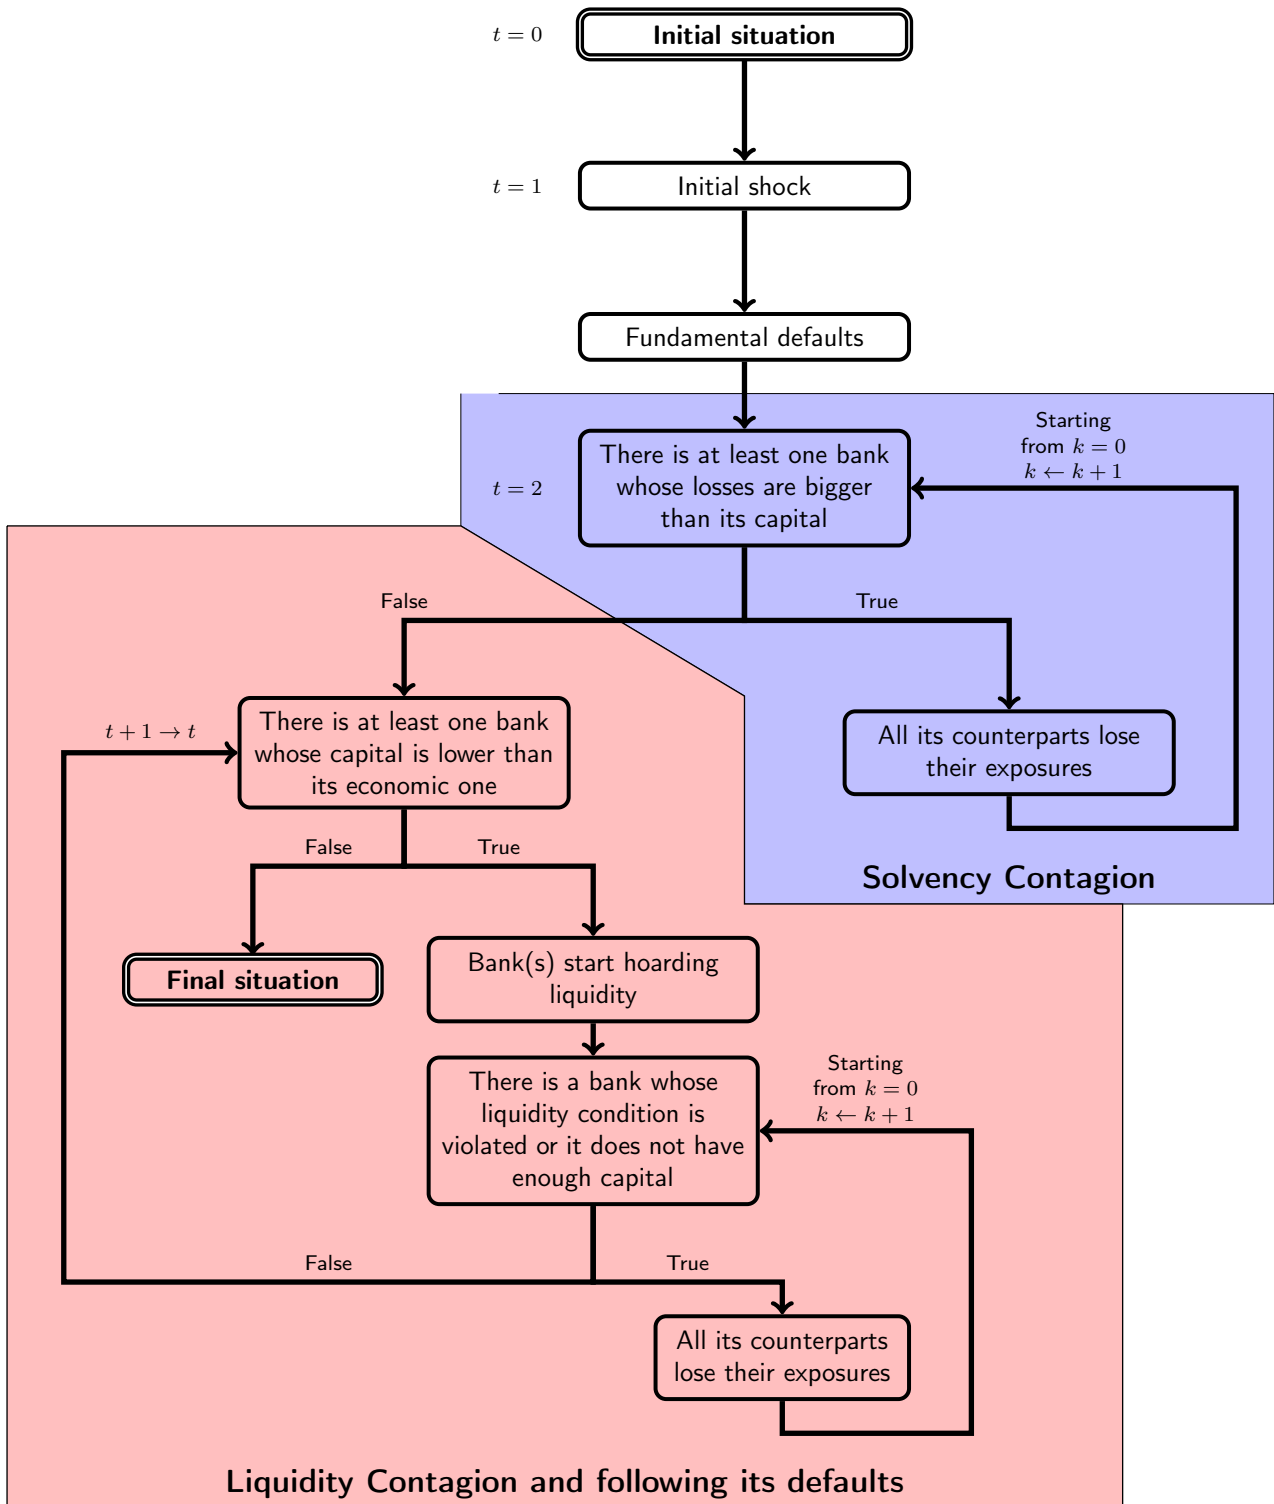 t = 0
Initial situation
t = 1
Initial shock
Fundamental defaults
Starting
from k = 0
k ← k + 1
t = 2
There is at least one bank
whose losses are bigger
than its capital
False
True
t + 1 → t
There is at least one bank
whose capital is lower than
its economic one
All its counterparts lose
their exposures
False
True
Solvency Contagion
Final situation
Bank(s) start hoarding
liquidity
Starting
from k = 0
k ← k + 1
There is a bank whose
liquidity condition is
violated or it does not have
enough capital
False
True
All its counterparts
lose their exposures
Liquidity Contagion and following its defaults